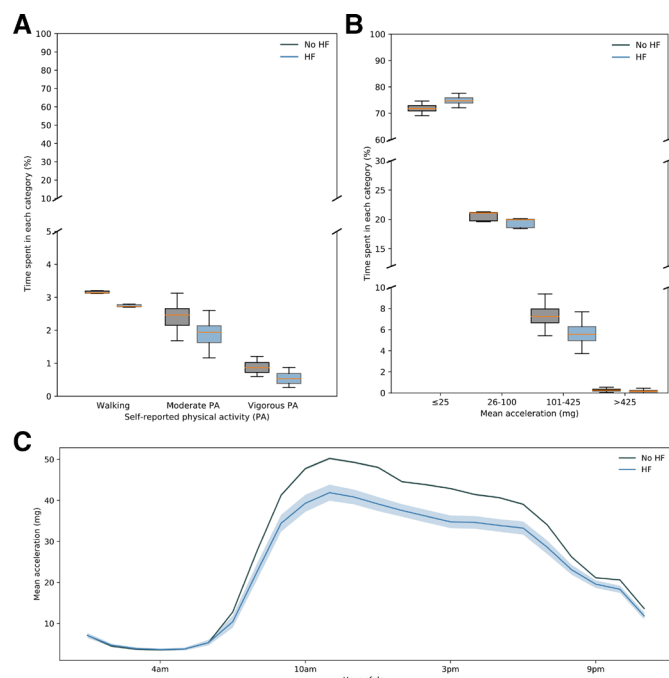 A
B
100
90
80
70
60
50
40
30
20
10
5
4
3
2
1
0
Time spent in each category (%)
No HF
HF
Walking
Moderate PA
Vigorous PA
Self-reported physical activity (PA)
100
90
80
70
60
30
25
20
15
10
8
6
4
2
0
Time spent in each category (%)
No HF
HF
≤25
26-100
101-425
>425
Mean acceleration (mg)
C
50
40
30
20
10
Mean acceleration (mg)
No HF
HF
4am
10am
3pm
9pm